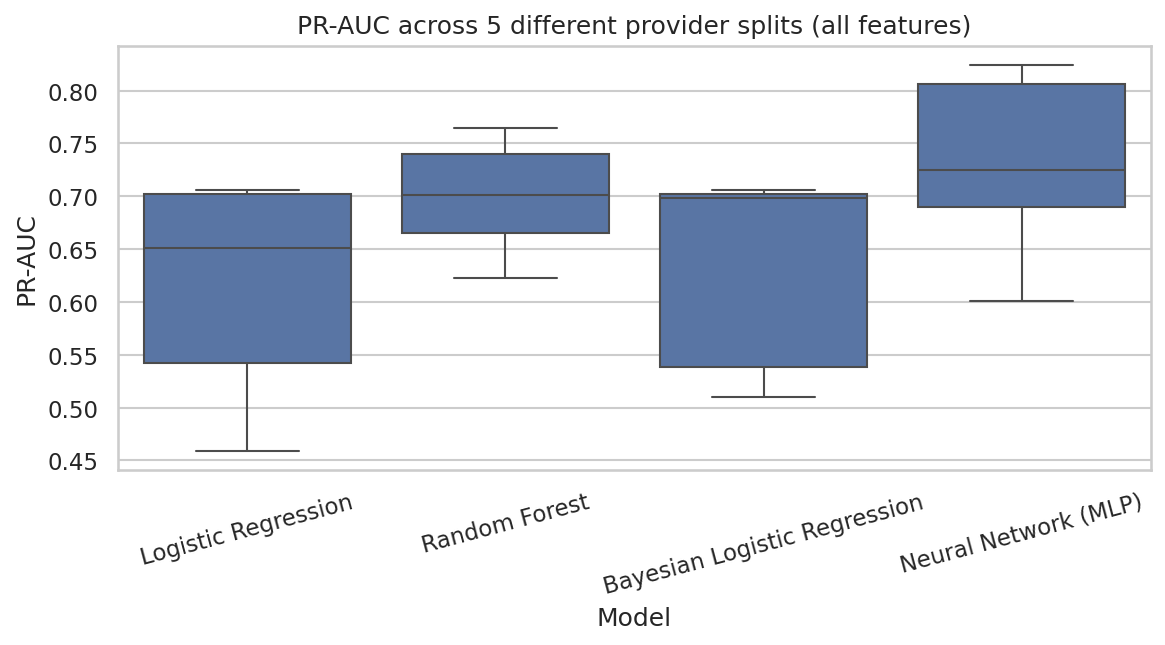 PR-AUC across 5 different provider splits (all features)
PR-AUC
0.80
0.75
0.70
0.65
0.60
0.55
0.50
0.45
Logistic Regression
Random Forest
Bayesian Logistic Regression
Neural Network (MLP)
Model